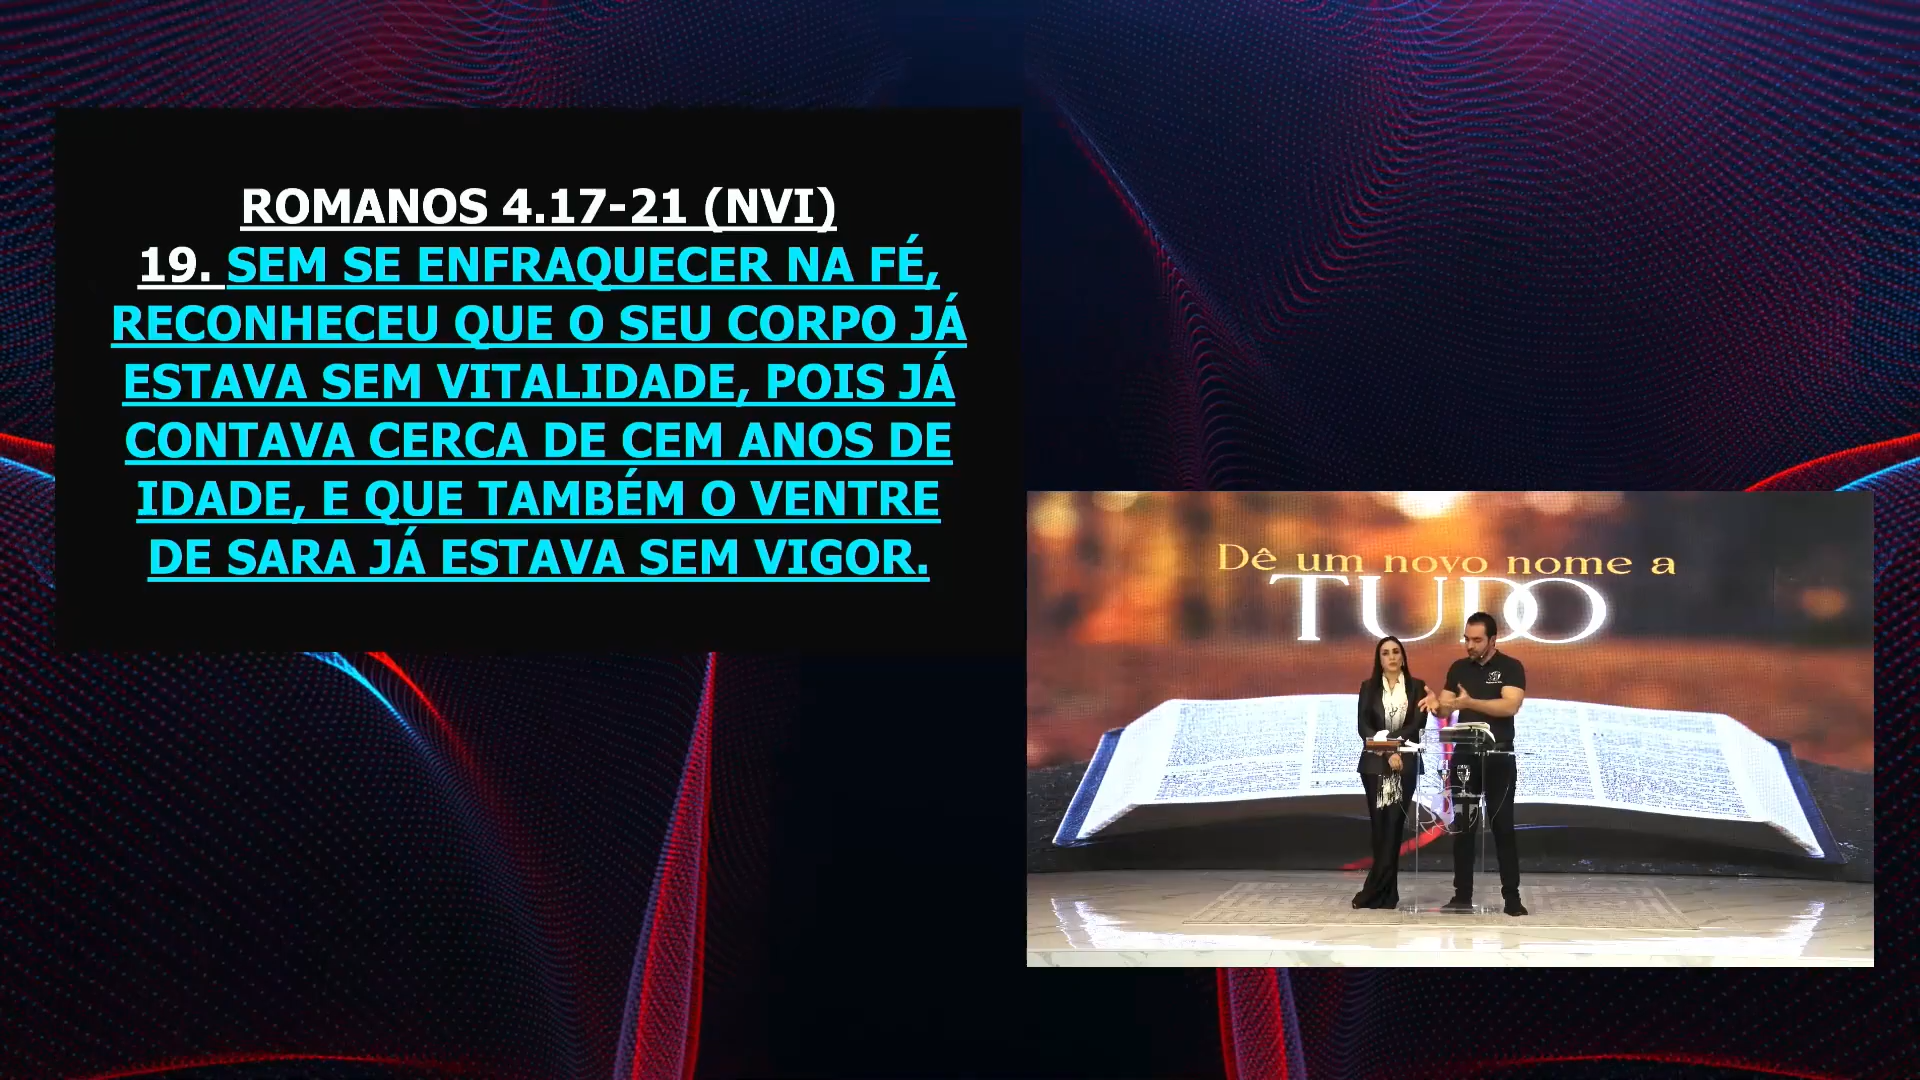 ROMANOS 4.17-21 (NVI)
19. SEM SE ENFRAQUECER NA FÉ,
RECONHECEU QUE O SEU CORPO JÁ
ESTAVA SEM VITALIDADE, POIS JÁ
CONTAVA CERCA DE CEM ANOS DE
IDADE, E QUE TAMBÉM O VENTRE
DE SARA JÁ ESTAVA SEM VIGOR.
Dê um novo nome a
TUDO